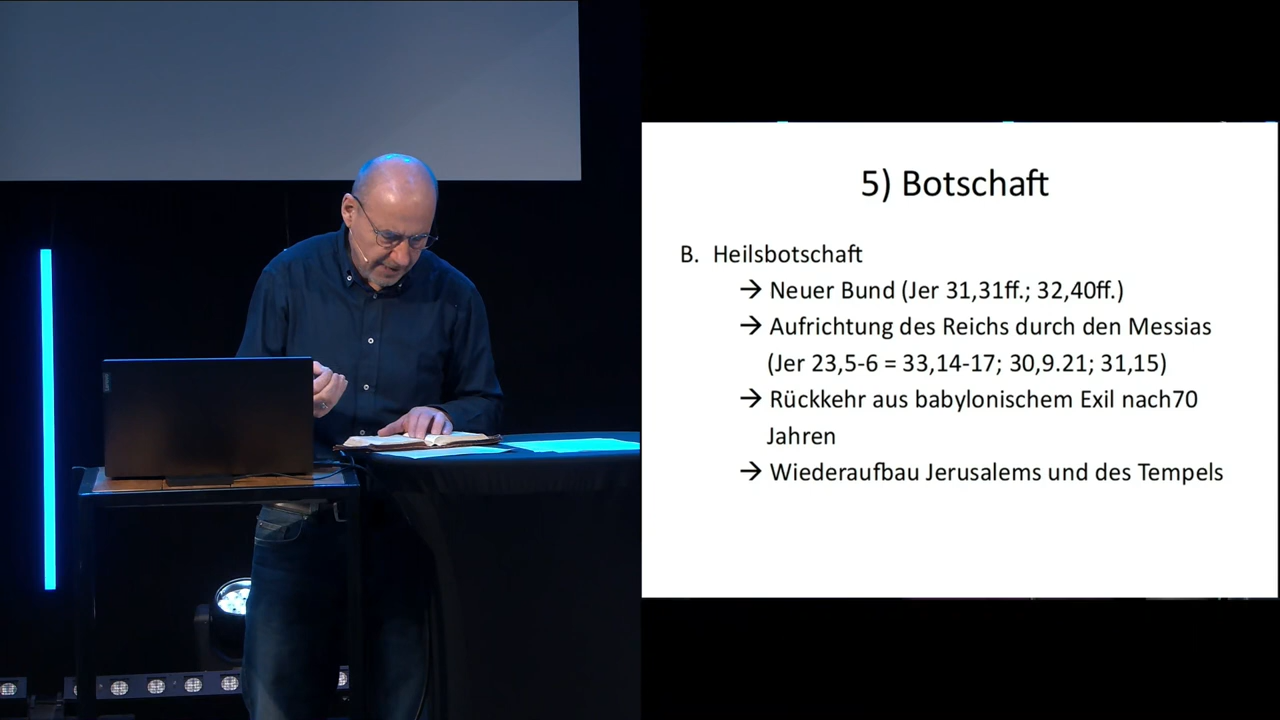 5) Botschaft
B. Heilsbotschaft
→ Neuer Bund (Jer 31,31ff.; 32,40ff.)
→ Aufrichtung des Reichs durch den Messias
(Jer 23,5-6 = 33,14-17; 30,9.21; 31,15)
→ Rückkehr aus babylonischem Exil nach70
Jahren
→ Wiederaufbau Jerusalems und des Tempels